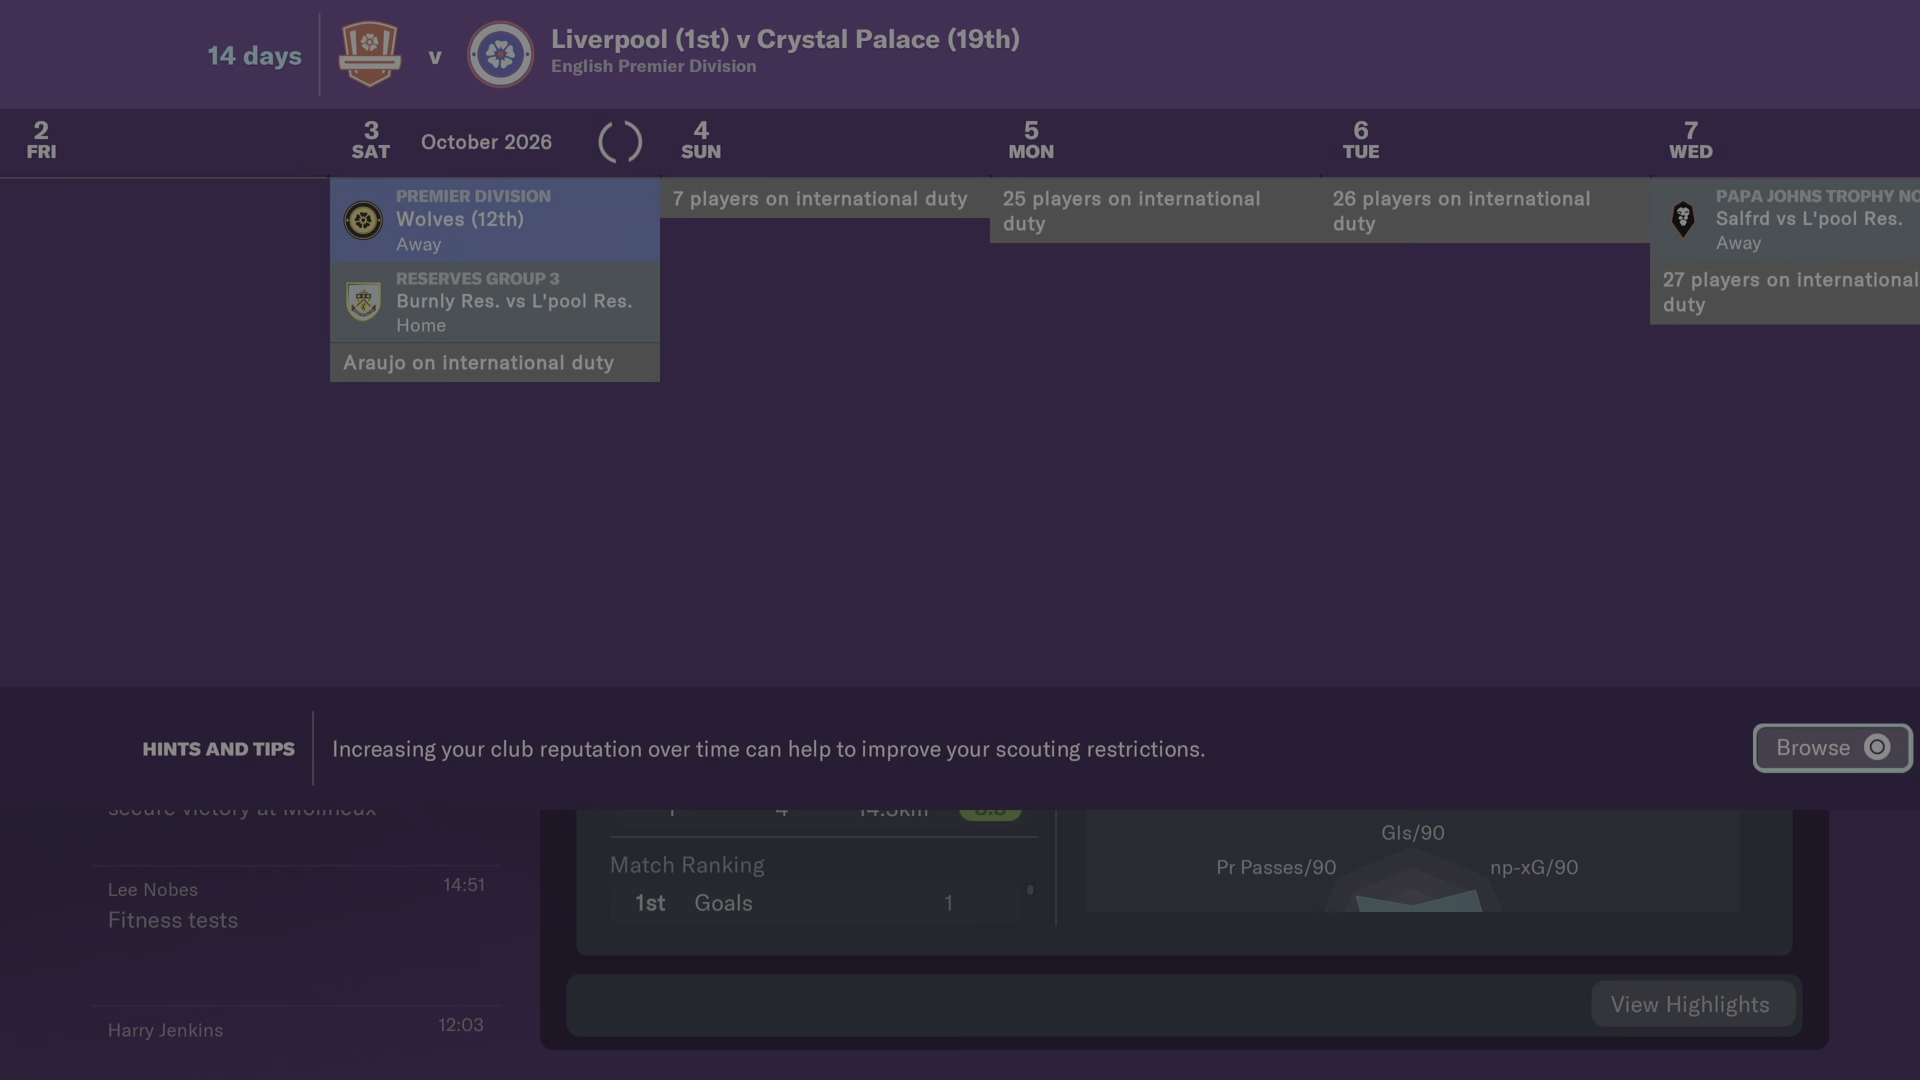 14 days
v
Liverpool (1st) v Crystal Palace (19th)
English Premier Division
2
FRI
3
SAT
October 2026
4
SUN
5
MON
6
TUE
7
WED
PREMIER DIVISION
Wolves (12th)
Away
RESERVES GROUP 3
Burnly Res. vs L'pool Res.
Home
Araujo on international duty
7 players on international duty
25 players on international
duty
26 players on international
duty
PAPA JOHNS TROPHY NO
Salfrd vs L'pool Res.
Away
27 players on international
duty
HINTS AND TIPS
Increasing your club reputation over time can help to improve your scouting restrictions.
Browse
secure victory at Molineux
Lee Nobes
14:51
Fitness tests
Harry Jenkins
12:03
Match Ranking
1st Goals 1
Gls/90
Pr Passes/90
np-xG/90
View Highlights